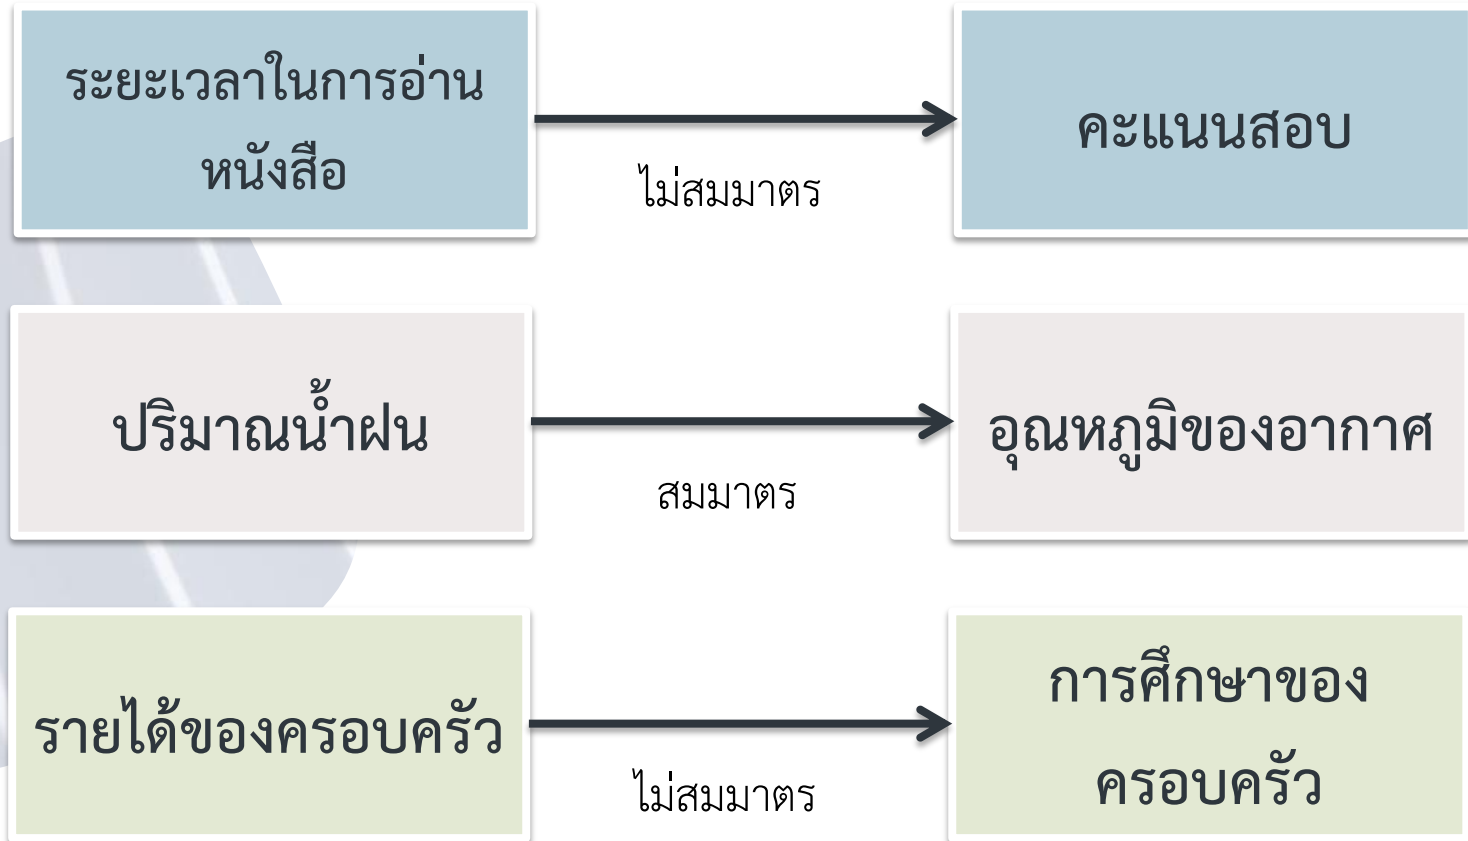 ระยะเวลาในการอ่าน
หนังสือ
ไม่สมมาตร
คะแนนสอบ
ปริมาณน้ำฝน
สมมาตร
อุณหภูมิของอากาศ
รายได้ของครอบครัว
ไม่สมมาตร
การศึกษาของ
ครอบครัว